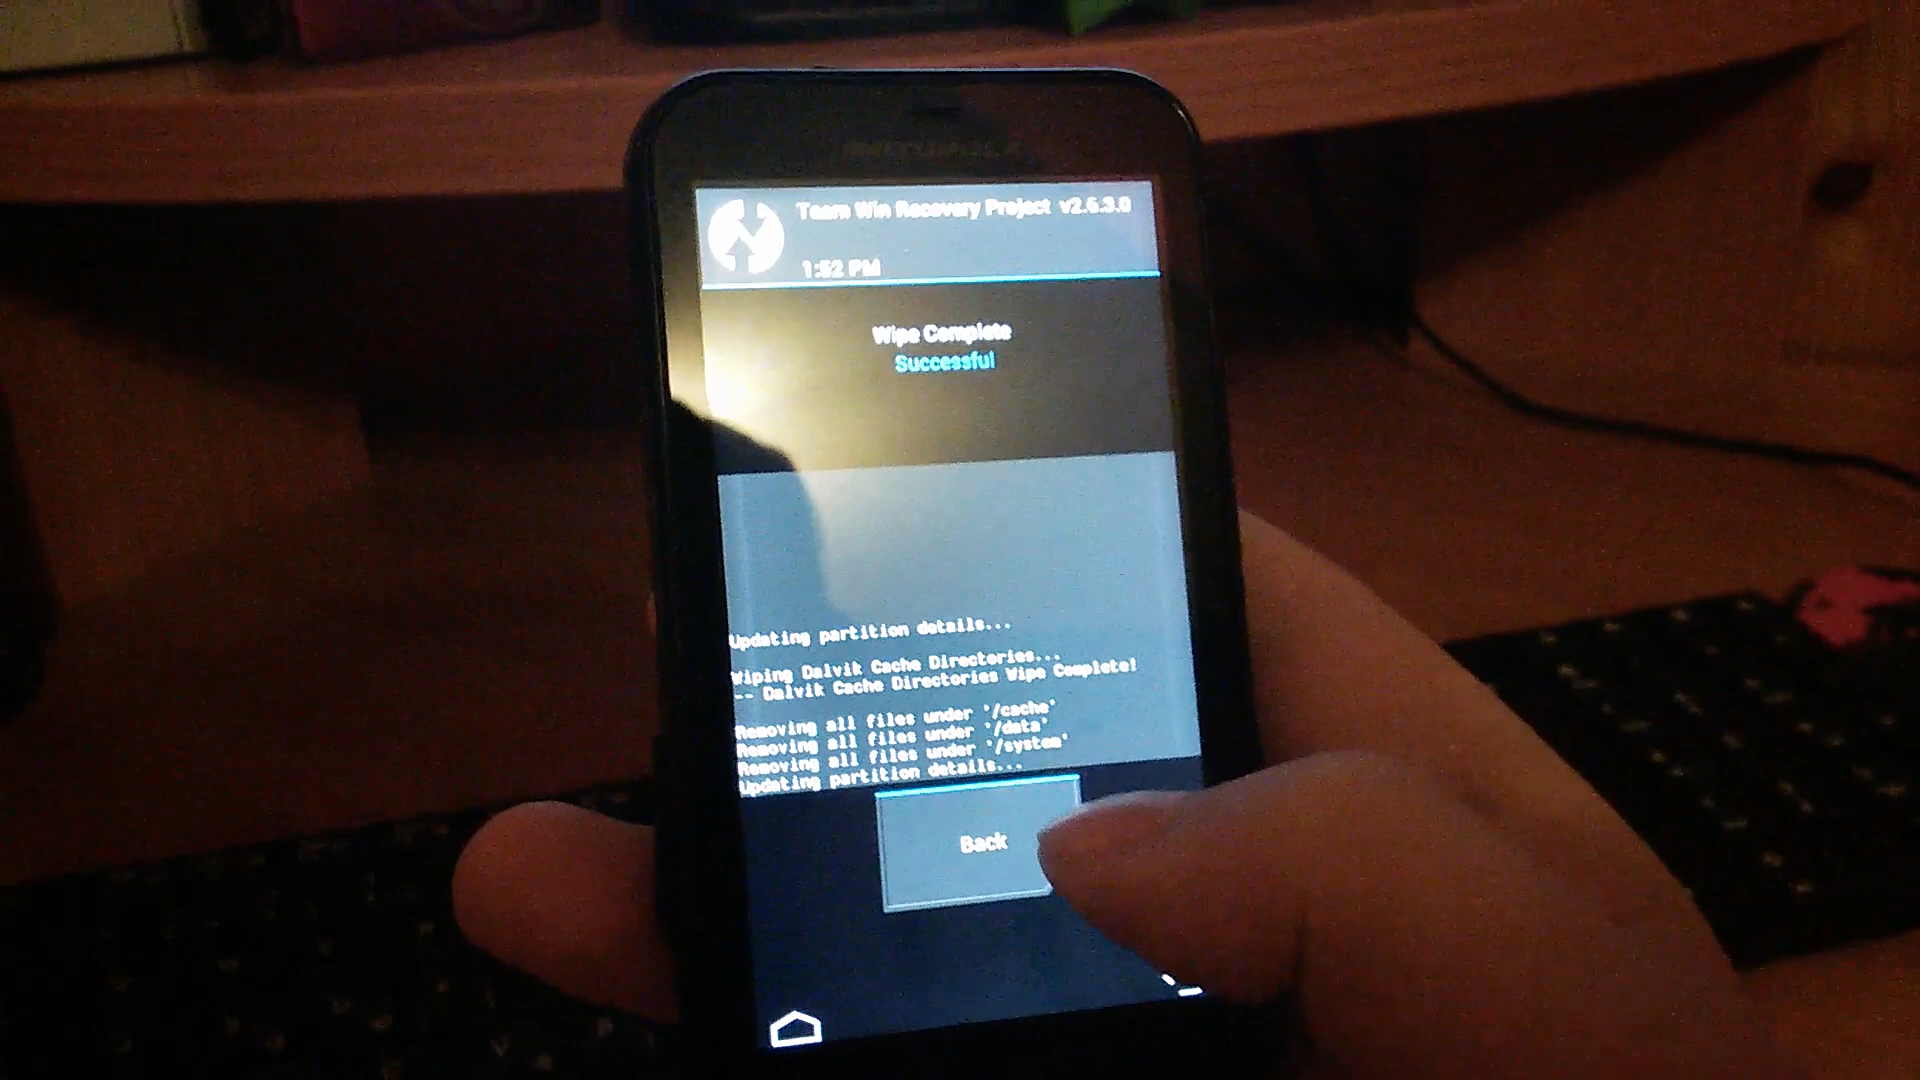 MOTOROLA
Team Win Recovery Project v2.6.3.0
1:52 PM
Wipe Complete
Successful
Updating partition details...
Wiping Dalvik Cache Directories...
-- Dalvik Cache Directories Wipe Complete!
Removing all files under '/cache'
Removing all files under '/data'
Removing all files under '/system'
Updating partition details...
Back